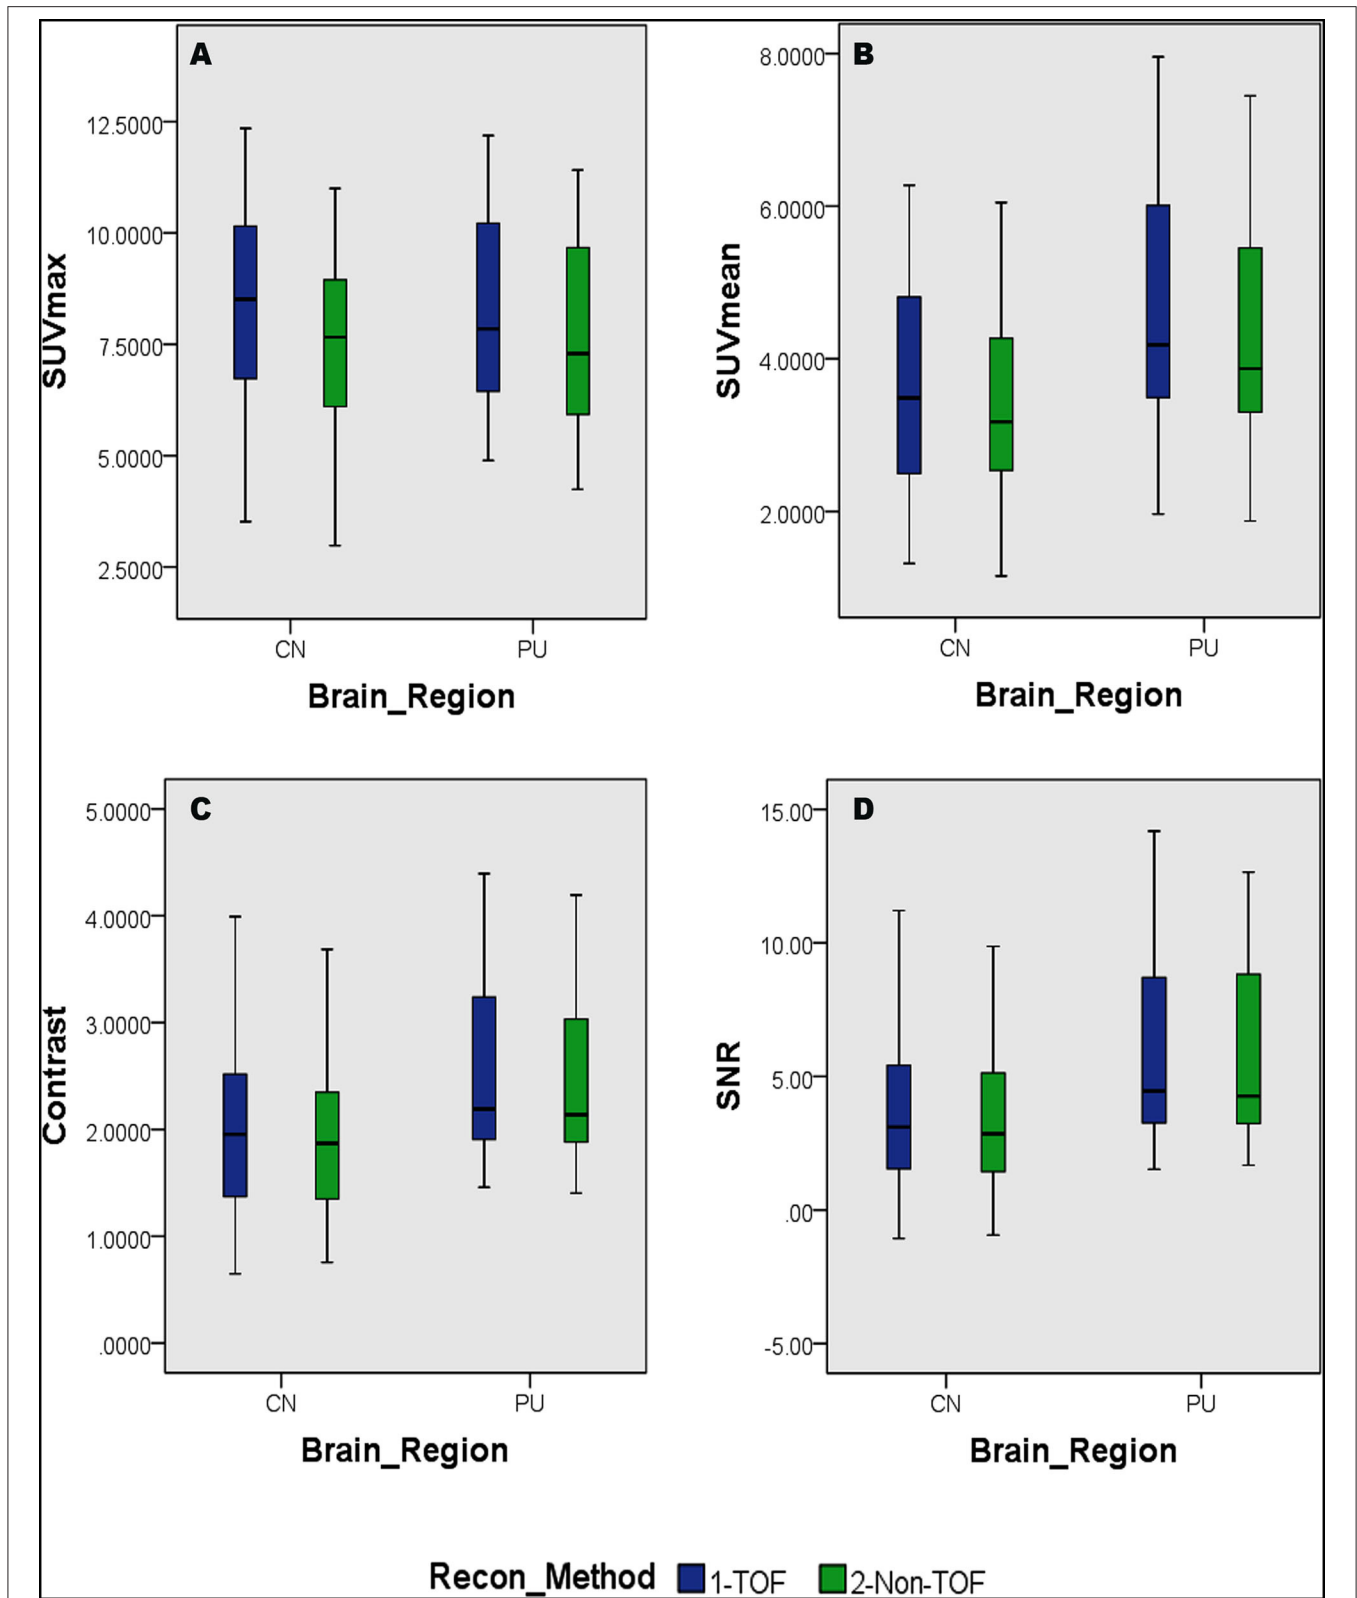 A
12.5000
10.0000
7.5000
5.0000
2.5000
SUVmax
CN PU
Brain_Region
B
8.0000
6.0000
4.0000
2.0000
SUVmean
CN PU
Brain_Region
C
5.0000
4.0000
3.0000
2.0000
1.0000
.0000
Contrast
CN PU
Brain_Region
D
15.00
10.00
5.00
.00
-5.00
SNR
CN PU
Brain_Region
Recon_Method 1-TOF 2-Non-TOF